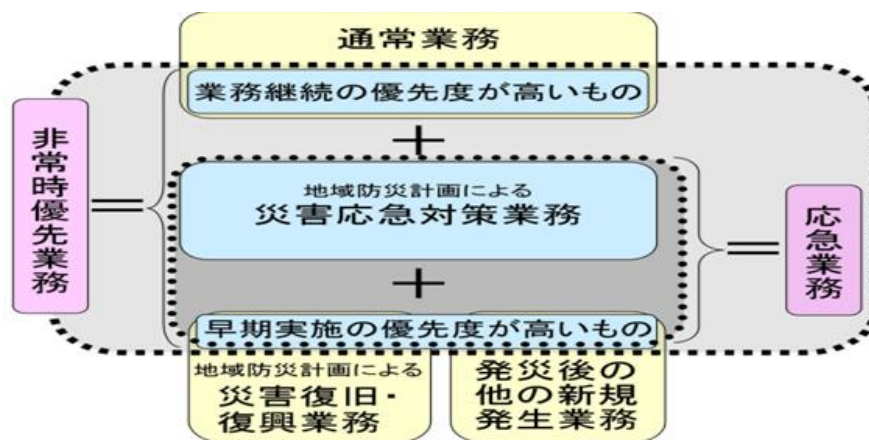 通常業務
業務継続の優先度が高いもの
+
非常時優先業務
=
地域防災計画による
災害応急対策業務
=
応急業務
+
早期実施の優先度が高いもの
地域防災計画による
災害復旧・
復興業務
発災後の
他の新規
発生業務